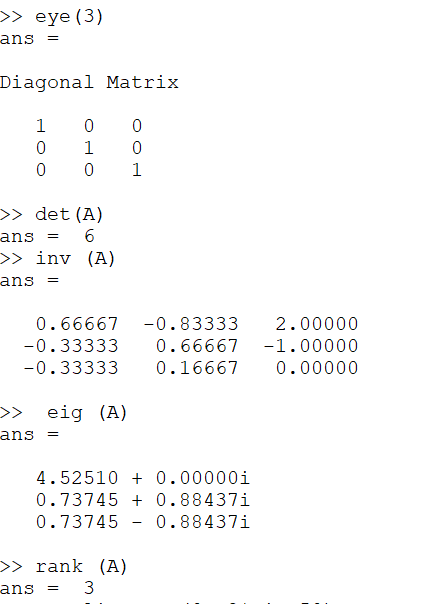 >> eye(3)
ans =
Diagonal Matrix
1 0 0
0 1 0
0 0 1
>> det(A)
ans = 6
>> inv (A)
ans =
0.66667 -0.83333 2.00000
-0.33333 0.66667 -1.00000
-0.33333 0.16667 0.00000
>> eig (A)
ans =
4.52510 + 0.00000i
0.73745 + 0.88437i
0.73745 - 0.88437i
>> rank (A)
ans = 3